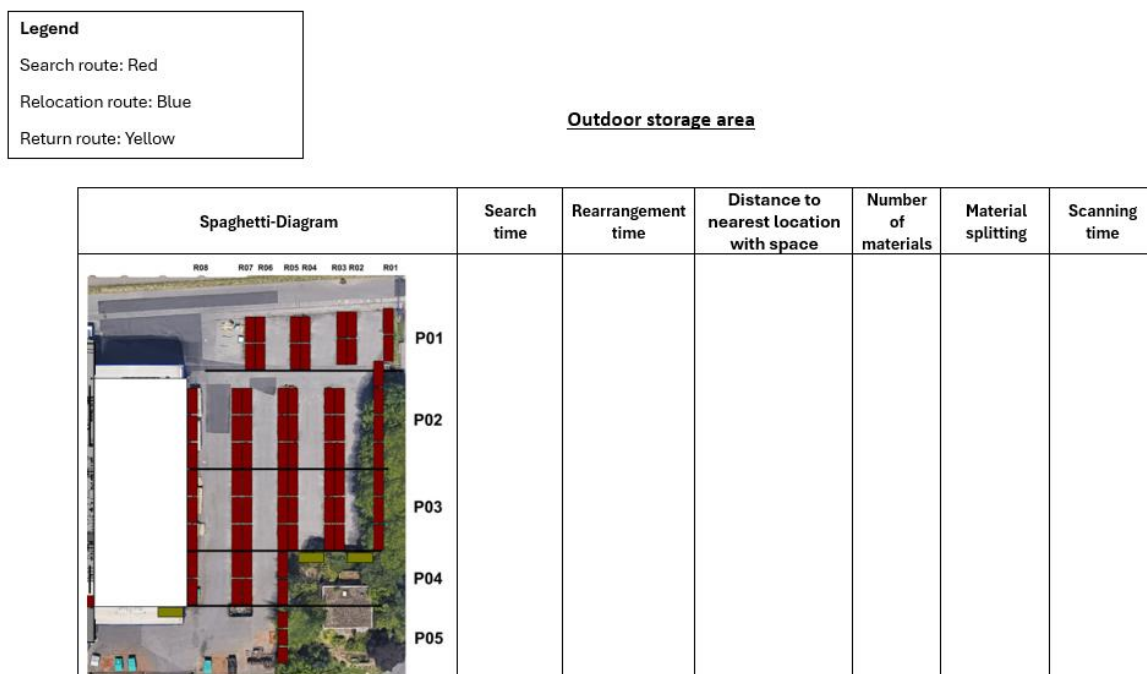 Legend
Search route: Red
Relocation route: Blue
Return route: Yellow
Outdoor storage area
Spaghetti-Diagram
Search
time
Rearrangement
time
Distance to
nearest location
with space
Number
of
materials
Material
splitting
Scanning
time
R08 R07 R06 R05 R04 R03 R02 R01
P01
P02
P03
P04
P05